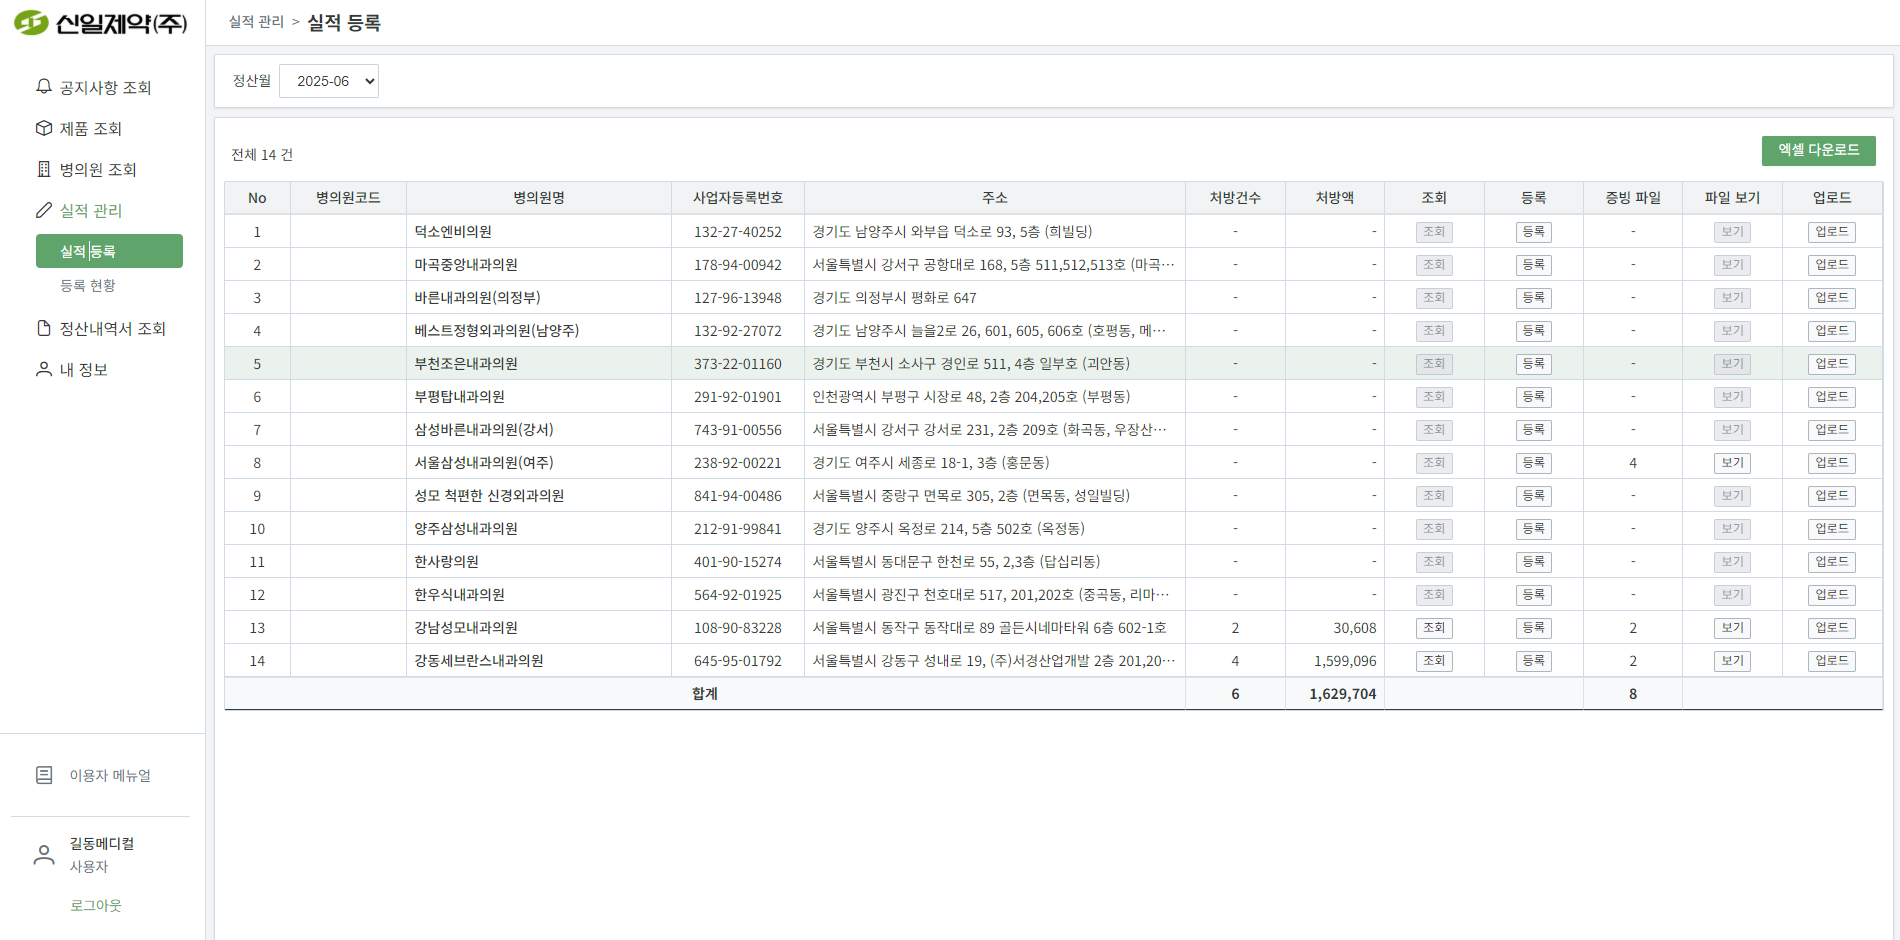 신일제약(주)
실적 관리 > 실적 등록
공지사항 조회
제품 조회
병의원 조회
실적 관리
실적 등록
등록 현황
정산내역서 조회
내 정보
이용자 메뉴얼
길동메디컬
사용자
로그아웃
정산월 2025-06
전체 14 건
엑셀 다운로드
No 병의원코드 병의원명 사업자등록번호 주소 처방건수 처방액 조회 등록 증빙 파일 파일 보기 업로드
1 덕소엔비의원 132-27-40252 경기도 남양주시 와부읍 덕소로 93, 5층 (희빌딩) - - 조회 등록 - 보기 업로드
2 마곡중앙내과의원 178-94-00942 서울특별시 강서구 공항대로 168, 5층 511,512,513호 (마곡… - - 조회 등록 - 보기 업로드
3 바른내과의원(의정부) 127-96-13948 경기도 의정부시 평화로 647 - - 조회 등록 - 보기 업로드
4 베스트정형외과의원(남양주) 132-92-27072 경기도 남양주시 늘을2로 26, 601, 605, 606호 (호평동, 메… - - 조회 등록 - 보기 업로드
5 부천조은내과의원 373-22-01160 경기도 부천시 소사구 경인로 511, 4층 일부호 (괴안동) - - 조회 등록 - 보기 업로드
6 부평탑내과의원 291-92-01901 인천광역시 부평구 시장로 48, 2층 204,205호 (부평동) - - 조회 등록 - 보기 업로드
7 삼성바른내과의원(강서) 743-91-00556 서울특별시 강서구 강서로 231, 2층 209호 (화곡동, 우장산… - - 조회 등록 - 보기 업로드
8 서울삼성내과의원(여주) 238-92-00221 경기도 여주시 세종로 18-1, 3층 (홍문동) - - 조회 등록 4 보기 업로드
9 성모 척편한 신경외과의원 841-94-00486 서울특별시 중랑구 면목로 305, 2층 (면목동, 성일빌딩) - - 조회 등록 - 보기 업로드
10 양주삼성내과의원 212-91-99841 경기도 양주시 옥정로 214, 5층 502호 (옥정동) - - 조회 등록 - 보기 업로드
11 한사랑의원 401-90-15274 서울특별시 동대문구 한천로 55, 2,3층 (답십리동) - - 조회 등록 - 보기 업로드
12 한우식내과의원 564-92-01925 서울특별시 광진구 천호대로 517, 201,202호 (중곡동, 리마… - - 조회 등록 - 보기 업로드
13 강남성모내과의원 108-90-83228 서울특별시 동작구 동작대로 89 골든시네마타워 6층 602-1호 2 30,608 조회 등록 2 보기 업로드
14 강동세브란스내과의원 645-95-01792 서울특별시 강동구 성내로 19, (주)서경산업개발 2층 201,20… 4 1,599,096 조회 등록 2 보기 업로드
합계 6 1,629,704 8